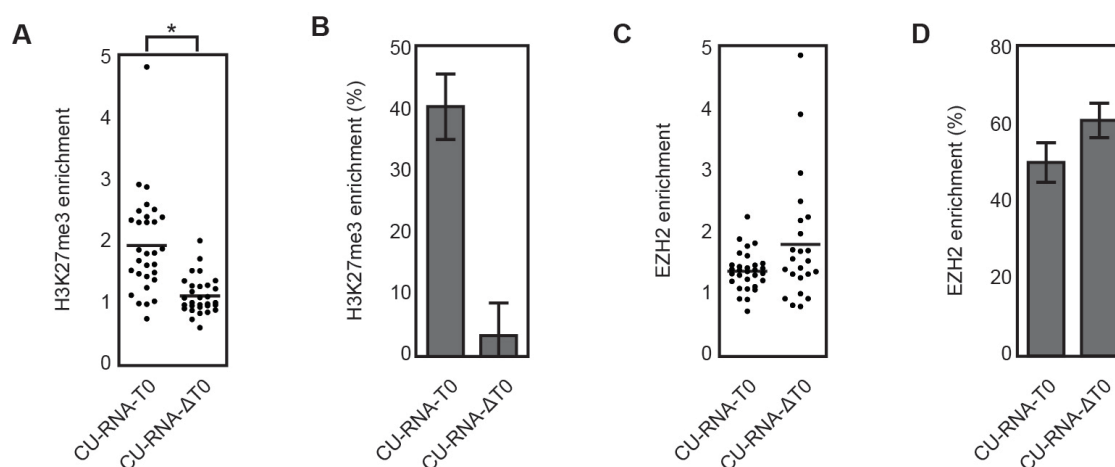 A
*
H3K27me3 enrichment
5
4
3
2
1
0
CU-RNA-T0
CU-RNA-ΔT0
B
H3K27me3 enrichment (%)
50
40
30
20
10
0
CU-RNA-T0
CU-RNA-ΔT0
C
EZH2 enrichment
5
4
3
2
1
0
CU-RNA-T0
CU-RNA-ΔT0
D
EZH2 enrichment (%)
80
60
40
20
0
CU-RNA-T0
CU-RNA-ΔT0